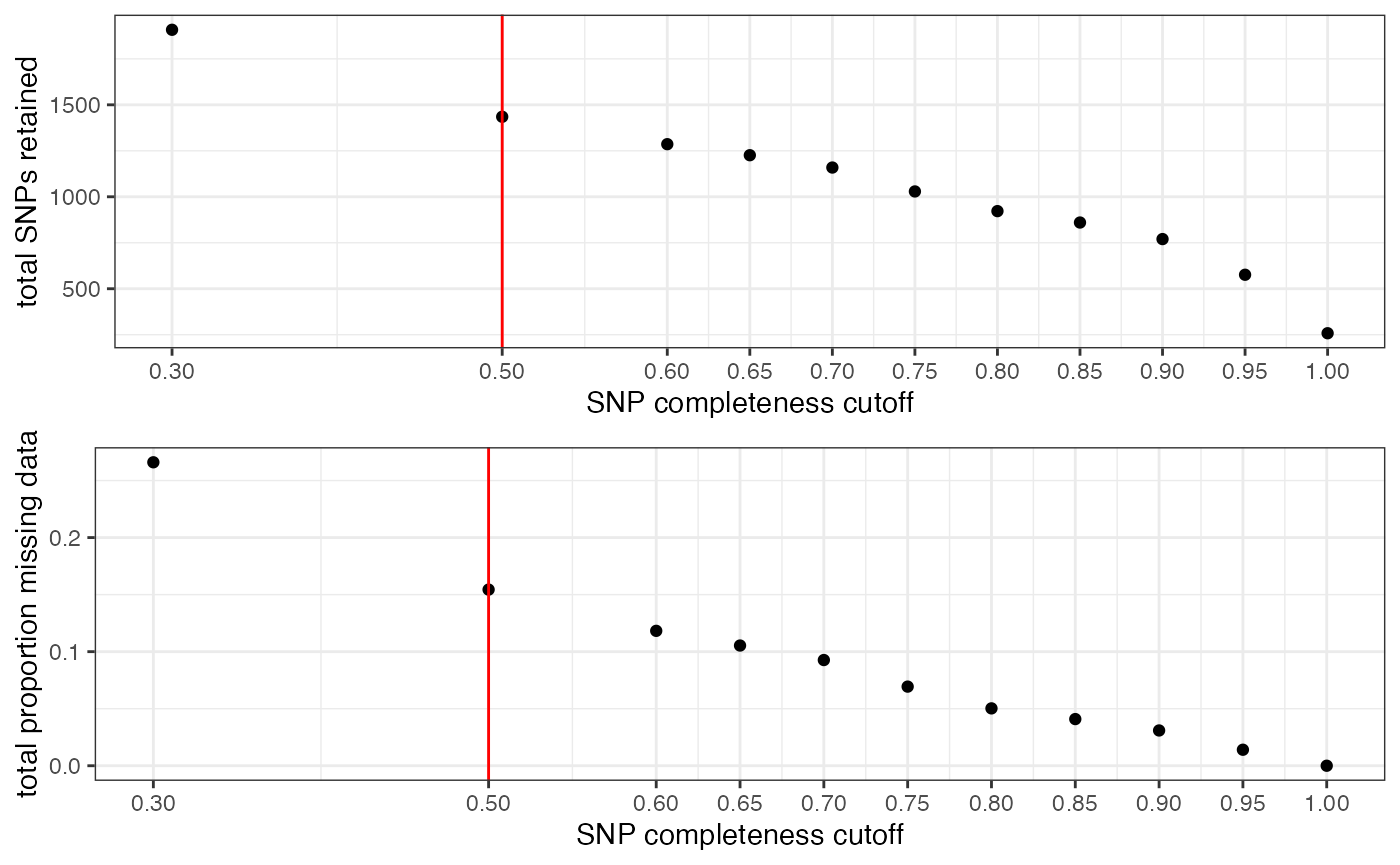 total SNPs retained
1500
1000
500
0.30 0.50 0.60 0.65 0.70 0.75 0.80 0.85 0.90 0.95 1.00
SNP completeness cutoff
total proportion missing data
0.2
0.1
0.0
0.30 0.50 0.60 0.65 0.70 0.75 0.80 0.85 0.90 0.95 1.00
SNP completeness cutoff